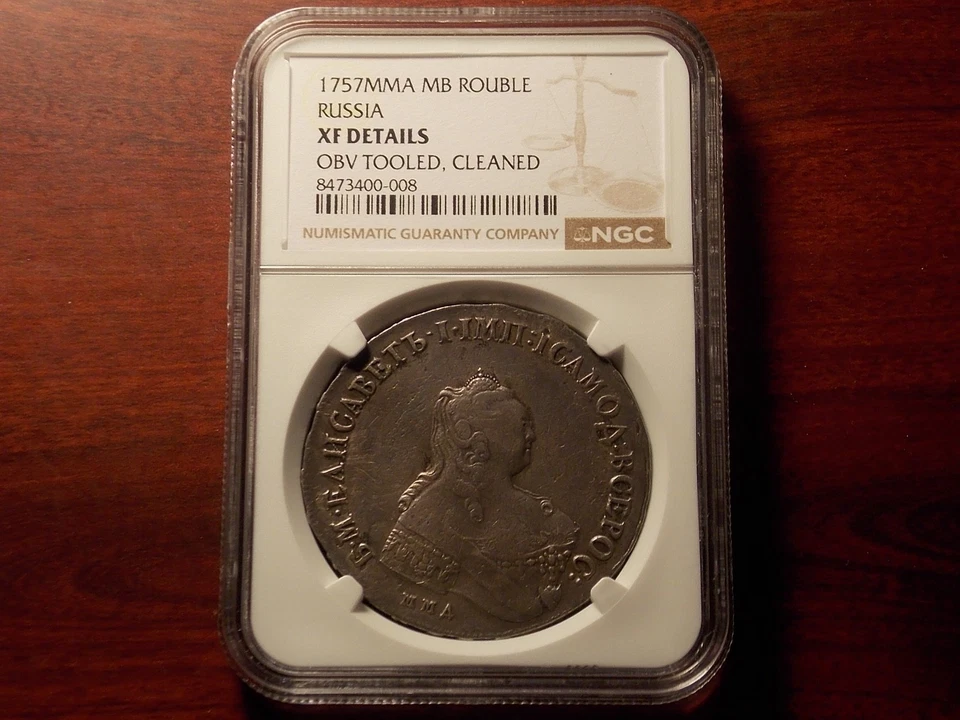 1757MMA MB ROUBLE
RUSSIA
XF DETAILS
OBV TOOLED, CLEANED
8473400-008
NUMISMATIC GUARANTY COMPANY NGC
Б·М·ЕЛИСАВЕТЪ·I·IМП:IСАМОД·ВСЕРОС:
ММД